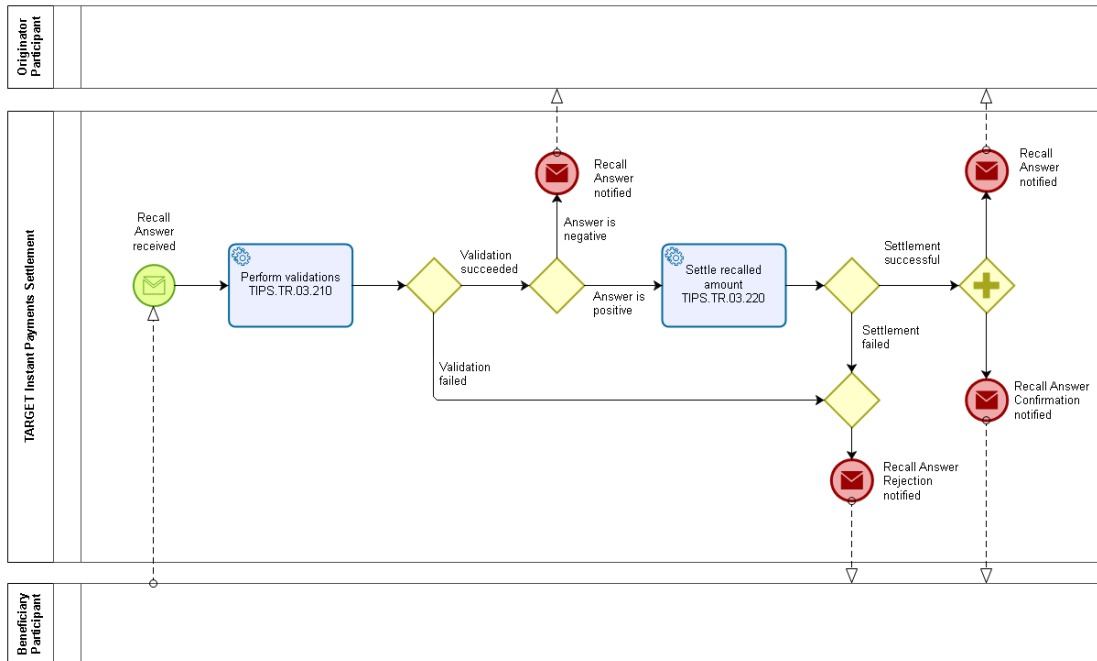 Originator
Participant
TARGET Instant Payments Settlement
Recall
Answer
received
Perform validations
TIPS.TR.03.210
Validation
succeeded
Validation
failed
Recall
Answer
notified
Answer is
negative
Answer is
positive
Settle recalled
amount
TIPS.TR.03.220
Settlement
successful
Settlement
failed
Recall
Answer
notified
Recall Answer
Confirmation
notified
Recall Answer
Rejection
notified
Beneficiary
Participant